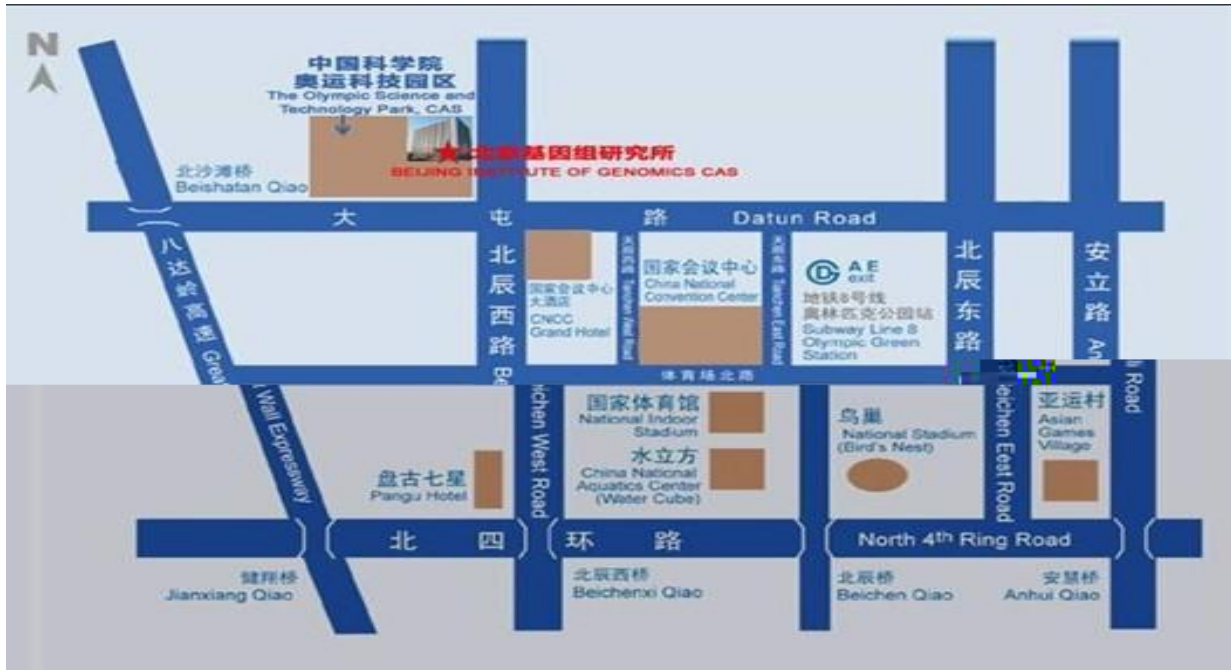 N
中国科学院
奥运科技园区
The Olympic Science and
Technology Park, CAS
北京基因组研究所
BEIJING INSTITUTE OF GENOMICS CAS
北沙滩桥
Beishatan Qiao
大屯路 Datun Road
八达岭高速 Great Wall Expressway
北辰西路 Beichen West Road
国家会议中心
大酒店
CNCC
Grand Hotel
天辰西路 Tianchen West Road
国家会议中心
China National
Convention Center
天辰东路 Tianchen East Road
A E
exit
地铁8号线
奥林匹克公园站
Subway Line 8
Olympic Green
Station
北辰东路 Beichen Eest Road
安立路 Anli Road
体育场北路
国家体育馆
National Indoor
Stadium
水立方
China National
Aquatics Center
(Water Cube)
鸟巢
National Stadium
(Bird's Nest)
亚运村
Asian
Games
Village
盘古七星
Pangu Hotel
北四环路 North 4th Ring Road
健翔桥
Jianxiang Qiao
北辰西桥
Beichenxi Qiao
北辰桥
Beichen Qiao
安慧桥
Anhui Qiao